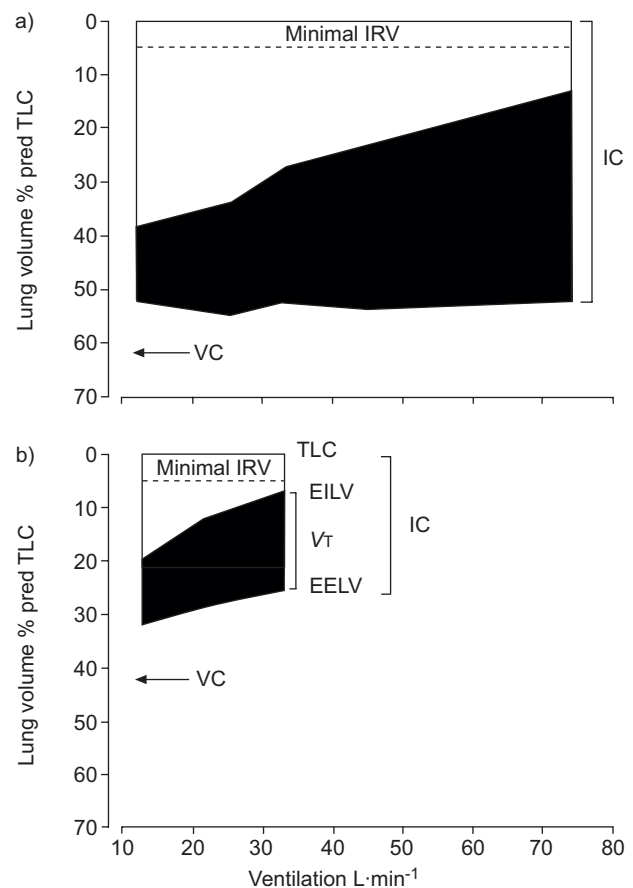 a)
Lung volume % pred TLC
0
10
20
30
40
50
60
70
Minimal IRV
IC
VC
b)
Lung volume % pred TLC
0
10
20
30
40
50
60
70
TLC
Minimal IRV
EILV
VT
EELV
IC
VC
10 20 30 40 50 60 70 80
Ventilation L·min⁻¹